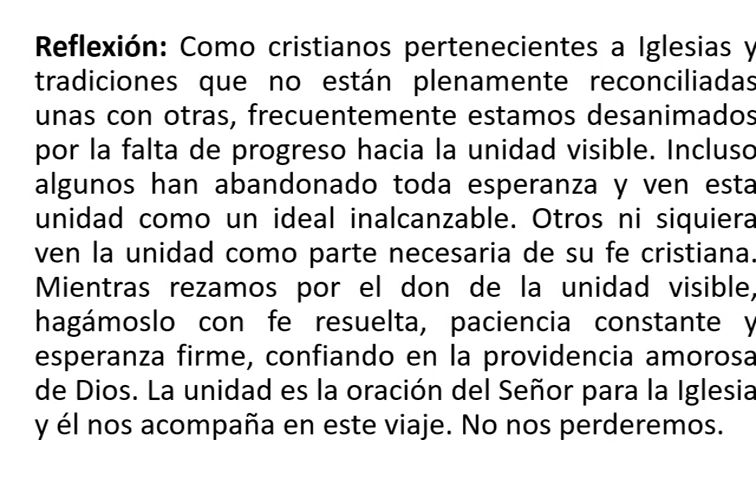 Reflexión: Como cristianos pertenecientes a Iglesias y
tradiciones que no están plenamente reconciliadas
unas con otras, frecuentemente estamos desanimados
por la falta de progreso hacia la unidad visible. Incluso
algunos han abandonado toda esperanza y ven esta
unidad como un ideal inalcanzable. Otros ni siquiera
ven la unidad como parte necesaria de su fe cristiana.
Mientras rezamos por el don de la unidad visible,
hagámoslo con fe resuelta, paciencia constante y
esperanza firme, confiando en la providencia amorosa
de Dios. La unidad es la oración del Señor para la Iglesia
y él nos acompaña en este viaje. No nos perderemos.